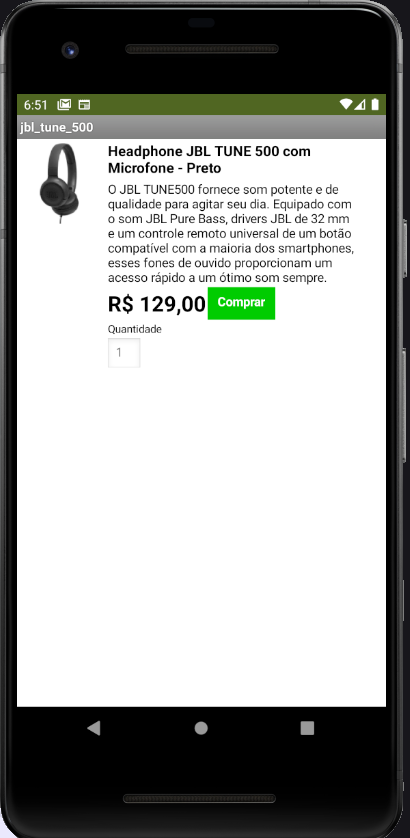 6:51
jbl_tune_500
Headphone JBL TUNE 500 com
Microfone - Preto
O JBL TUNE500 fornece som potente e de
qualidade para agitar seu dia. Equipado com
o som JBL Pure Bass, drivers JBL de 32 mm
e um controle remoto universal de um botão
compatível com a maioria dos smartphones,
esses fones de ouvido proporcionam um
acesso rápido a um ótimo som sempre.
R$ 129,00 Comprar
Quantidade
1